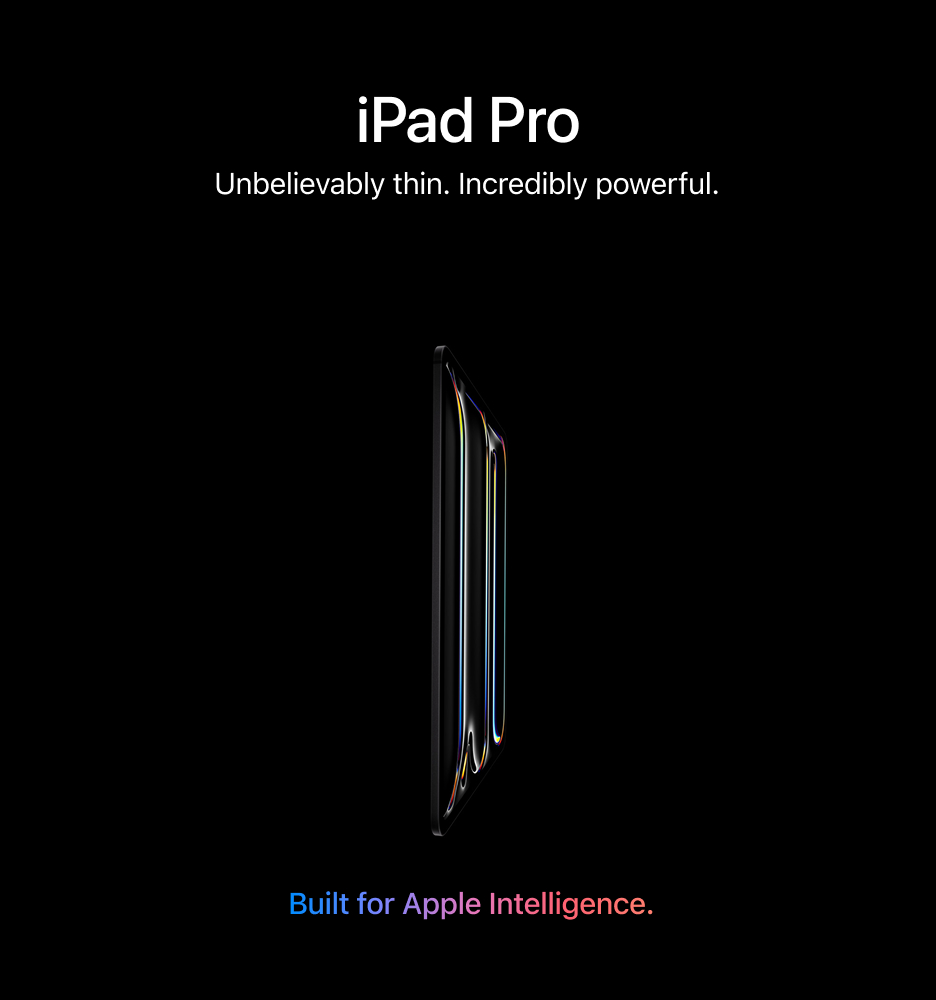 iPad Pro
Unbelievably thin. Incredibly powerful.
Built for Apple Intelligence.